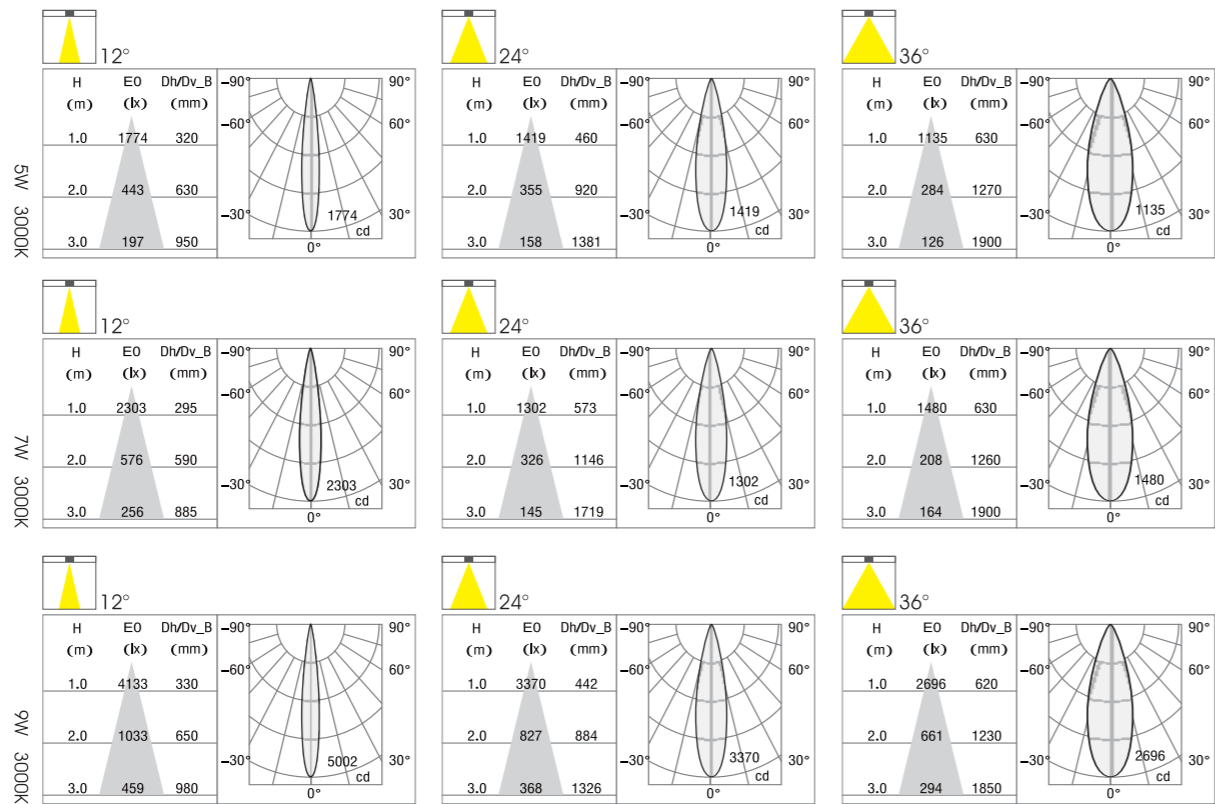 12°
24°
36°
5W 3000K
H E0 Dh/Dv_B
(m) (lx) (mm)
1.0 1774 320
2.0 443 630
3.0 197 950
–90° 90°
–60° 60°
–30° 30°
1774
cd
0°
H E0 Dh/Dv_B
(m) (lx) (mm)
1.0 1419 460
2.0 355 920
3.0 158 1381
–90° 90°
–60° 60°
–30° 30°
1419
cd
0°
H E0 Dh/Dv_B
(m) (lx) (mm)
1.0 1135 630
2.0 284 1270
3.0 126 1900
–90° 90°
–60° 60°
–30° 30°
1135
cd
0°
12°
24°
36°
7W 3000K
H E0 Dh/Dv_B
(m) (lx) (mm)
1.0 2303 295
2.0 576 590
3.0 256 885
–90° 90°
–60° 60°
–30° 30°
2303
cd
0°
H E0 Dh/Dv_B
(m) (lx) (mm)
1.0 1302 573
2.0 326 1146
3.0 145 1719
–90° 90°
–60° 60°
–30° 30°
1302
cd
0°
H E0 Dh/Dv_B
(m) (lx) (mm)
1.0 1480 630
2.0 208 1260
3.0 164 1900
–90° 90°
–60° 60°
–30° 30°
1480
cd
0°
12°
24°
36°
9W 3000K
H E0 Dh/Dv_B
(m) (lx) (mm)
1.0 4133 330
2.0 1033 650
3.0 459 980
–90° 90°
–60° 60°
–30° 30°
5002
cd
0°
H E0 Dh/Dv_B
(m) (lx) (mm)
1.0 3370 442
2.0 827 884
3.0 368 1326
–90° 90°
–60° 60°
–30° 30°
3370
cd
0°
H E0 Dh/Dv_B
(m) (lx) (mm)
1.0 2696 620
2.0 661 1230
3.0 294 1850
–90° 90°
–60° 60°
–30° 30°
2696
cd
0°